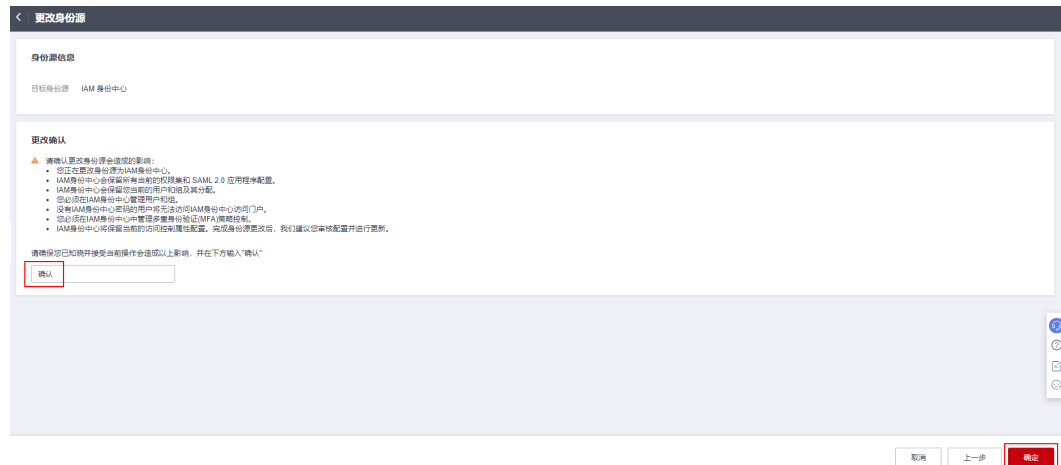 更改身份源
身份源信息
目标身份源 IAM 身份中心
更改确认
请确认更改身份源会造成的影响：
• 您正在更改身份源为IAM身份中心。
• IAM身份中心会保留所有当前的权限集和 SAML 2.0 应用程序配置。
• IAM身份中心会保留您当前的用户和组及其分配。
• 您必须在IAM身份中心管理用户和组。
• 没有IAM身份中心密码的用户将无法访问IAM身份中心访问门户。
• 您必须在IAM身份中心中管理多重身份验证(MFA)策略控制。
• IAM身份中心将保留当前的访问控制属性配置。完成身份源更改后，我们建议您审核配置并进行更新。
请确保您已知晓并接受当前操作会造成以上影响，并在下方输入“确认”
确认
取消 上一步 确定